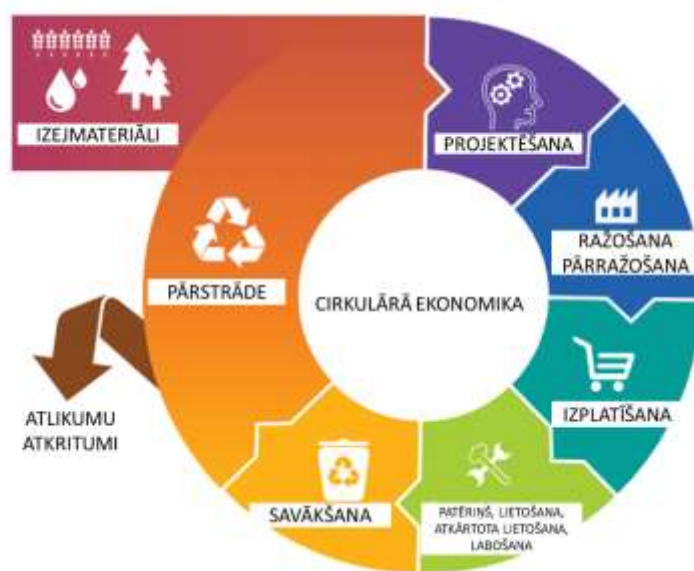 IZEJMATERIĀLI
PROJEKTĒŠANA
RAŽOŠANA
PĀRRAŽOŠANA
PĀRSTRĀDE
CIRKULĀRĀ EKONOMIKA
IZPLATĪŠANA
ATLIKUMU
ATKRITUMI
SAVĀKŠANA
PATĒRIŅŠ, LIETOŠANA,
ATKĀRTOTA LIETOŠANA,
LABOŠANA